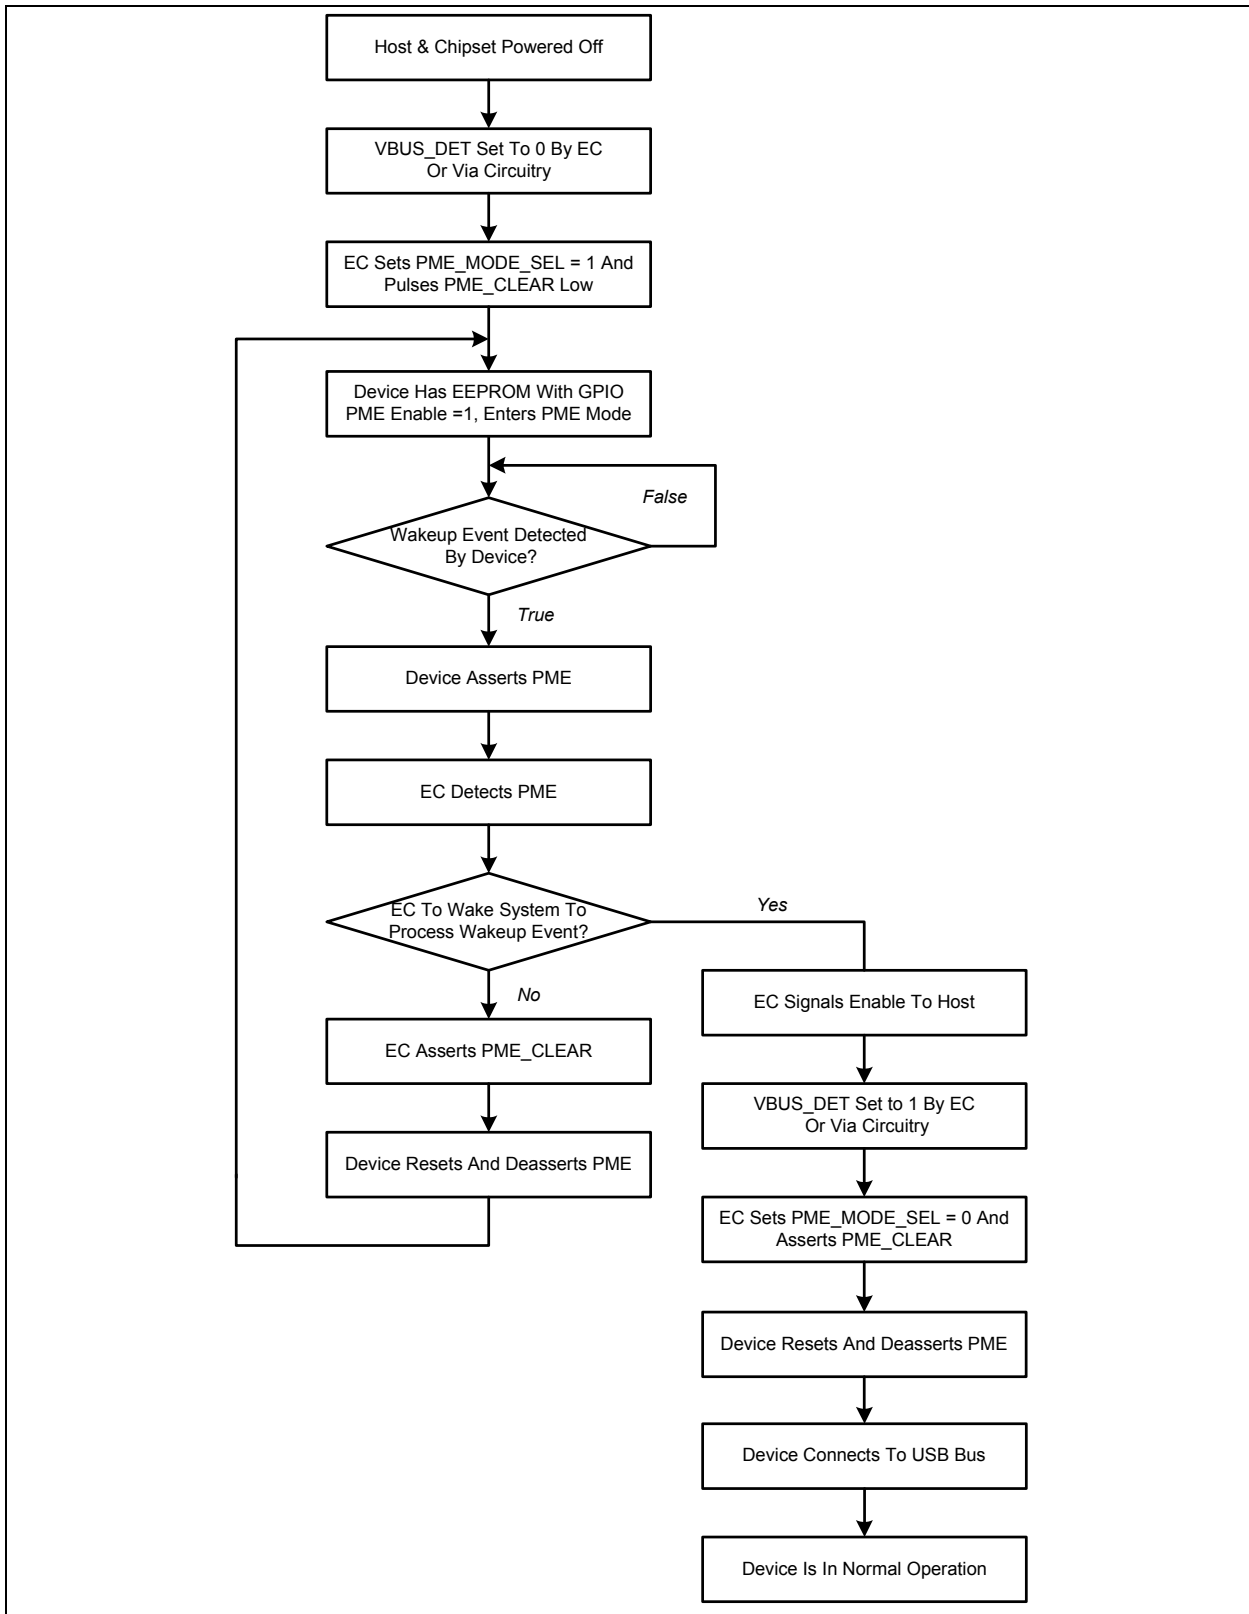 Host & Chipset Powered Off
VBUS_DET Set To 0 By EC
Or Via Circuitry
EC Sets PME_MODE_SEL = 1 And
Pulses PME_CLEAR Low
Device Has EEPROM With GPIO
PME Enable =1, Enters PME Mode
False
Wakeup Event Detected
By Device?
True
Device Asserts PME
EC Detects PME
EC To Wake System To
Process Wakeup Event?
Yes
No
EC Asserts PME_CLEAR
Device Resets And Deasserts PME
EC Signals Enable To Host
VBUS_DET Set to 1 By EC
Or Via Circuitry
EC Sets PME_MODE_SEL = 0 And
Asserts PME_CLEAR
Device Resets And Deasserts PME
Device Connects To USB Bus
Device Is In Normal Operation